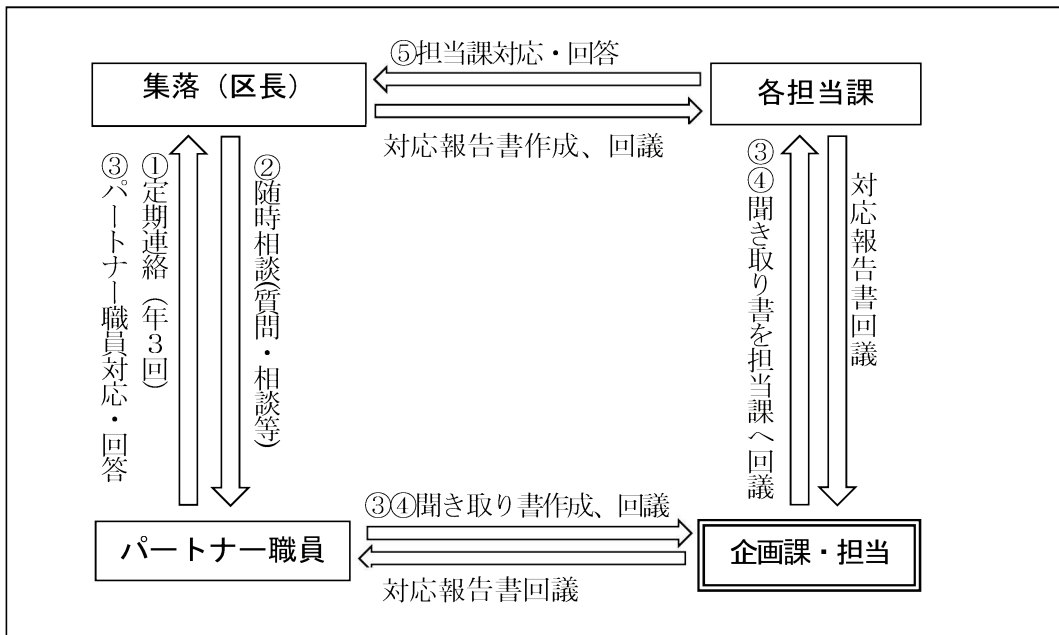 ⑤担当課対応・回答
集落（区長）
各担当課
対応報告書作成、回議
①定期連絡（年３回）
③パートナー職員対応・回答
②随時相談(質問・相談等)
③
④聞き取り書を担当課へ回議
対応報告書回議
③④聞き取り書作成、回議
パートナー職員
企画課・担当
対応報告書回議